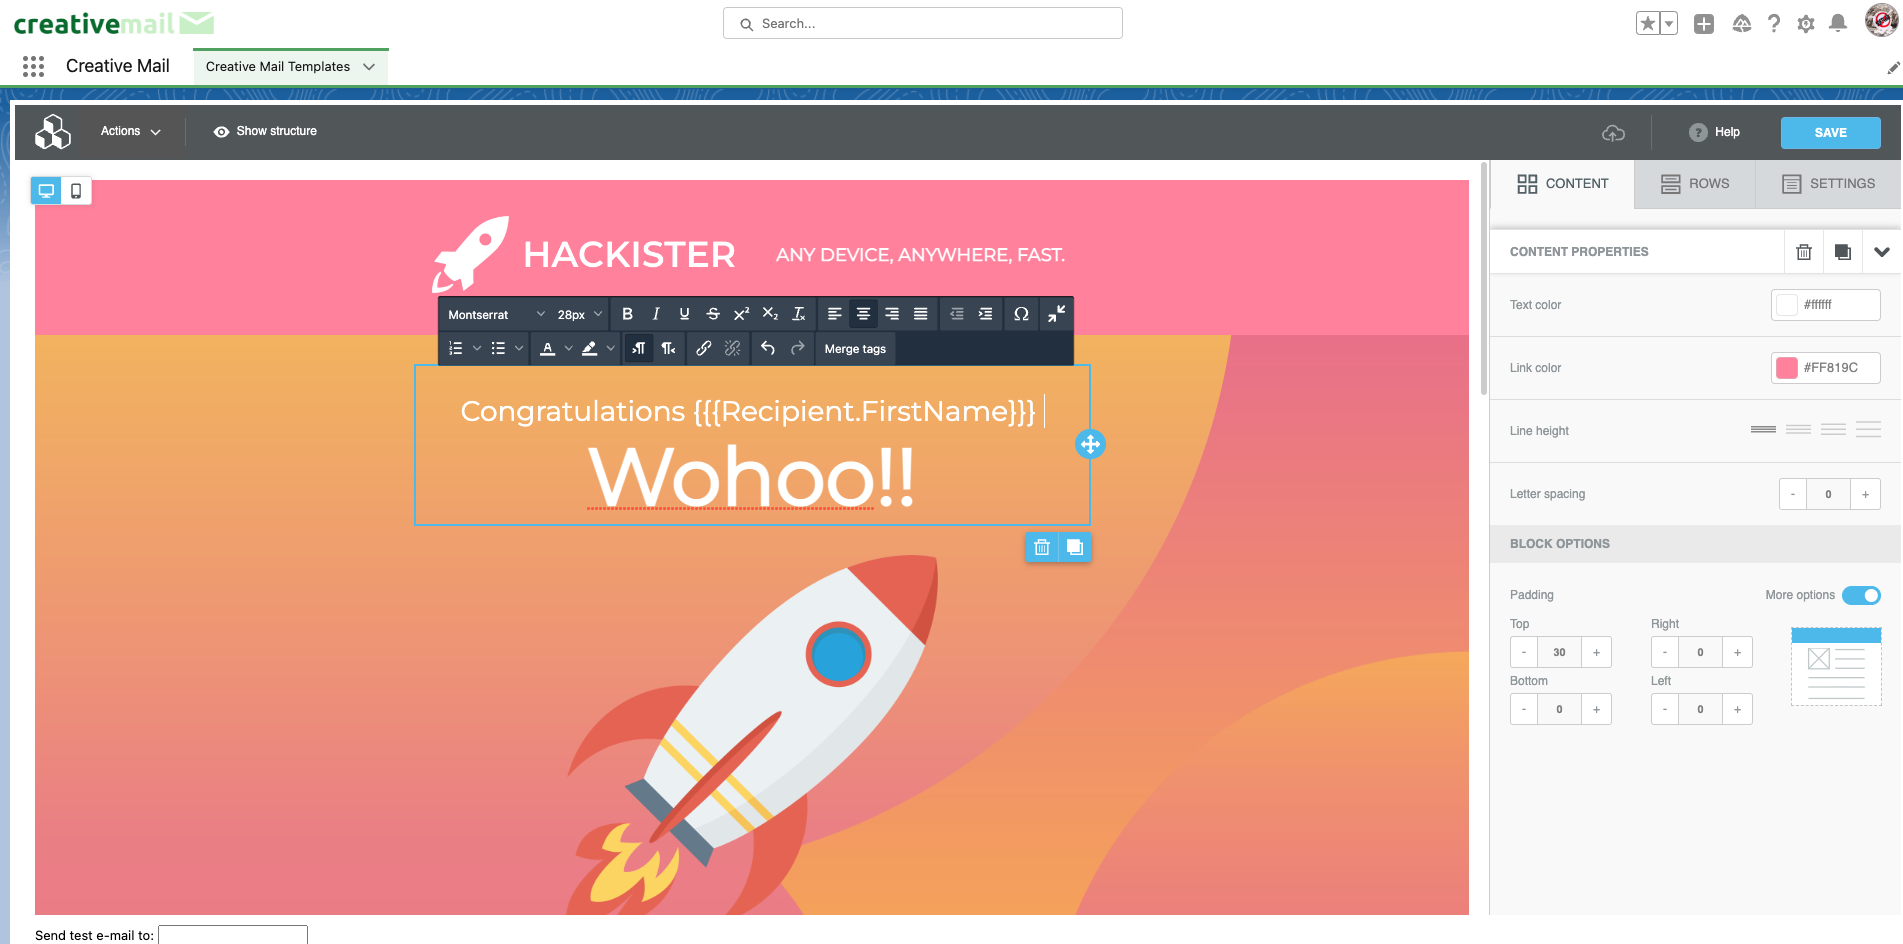 creativemail
Search...
Creative Mail
Creative Mail Templates
Actions
Show structure
Help
SAVE
CONTENT
ROWS
SETTINGS
HACKISTER
ANY DEVICE, ANYWHERE, FAST.
Montserrat
28px
Merge tags
Congratulations {{{Recipient.FirstName}}}
Wohoo!!
CONTENT PROPERTIES
Text color
#ffffff
Link color
#FF819C
Line height
Letter spacing
- 0 +
BLOCK OPTIONS
Padding
More options
Top
Right
- 30 +
- 0 +
Bottom
Left
- 0 +
- 0 +
Send test e-mail to: